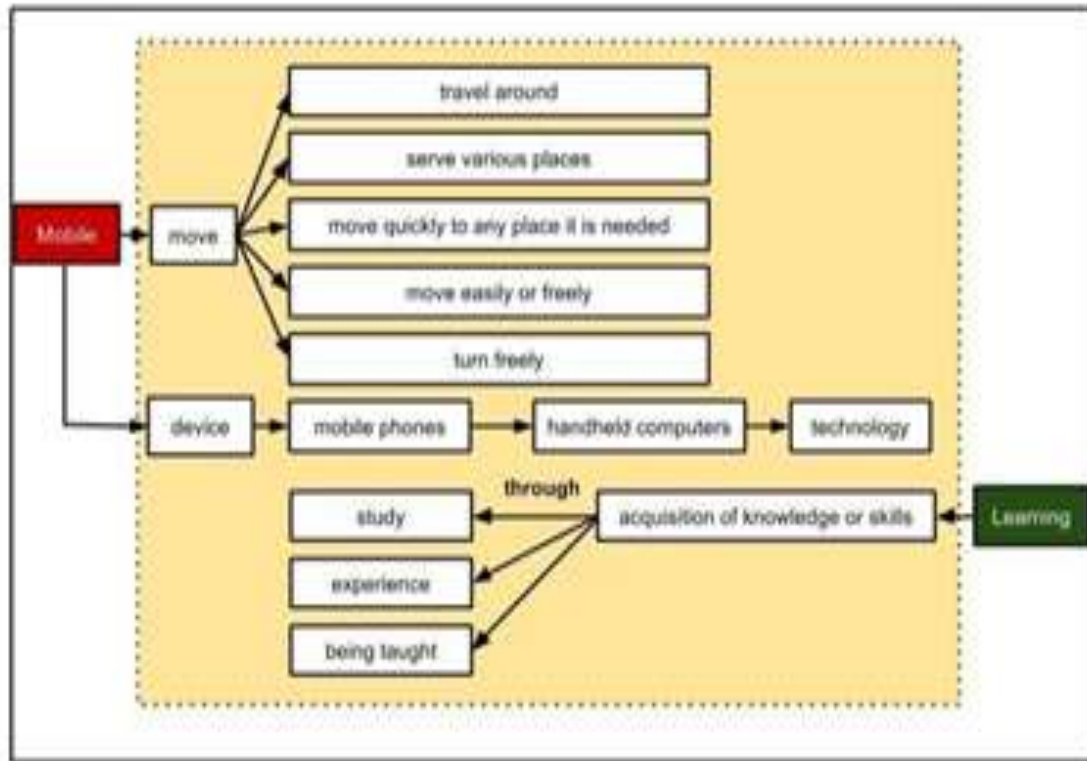 travel around
serve various places
Mobile
move
move quickly to any place it is needed
move easily or freely
turn freely
device
mobile phones
handheld computers
technology
through
study
acquisition of knowledge or skills
Learning
experience
being taught